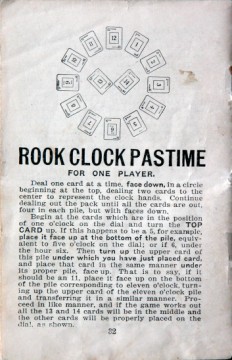 12
ROOK CLOCK PASTIME
FOR ONE PLAYER.
Deal one card at a time, face down, in a circle
beginning at the top, dealing two cards to the
center to represent the clock hands. Continue
dealing out the pack until all the cards are out,
four in each pile, but with faces down.
Begin at the cards which are in the position
of one o'clock on the dial and turn the TOP
CARD up. If this happens to be a 5, for example,
place it face up at the bottom of the pile, equiv-
alent to five o'clock on the dial; or if 6, under
the hour six. Then turn up the upper card of
this pile under which you have just placed card,
and place that card in the same manner under
its proper pile, face up. That is to say, if it
should be an 11, place it face up on the bottom
of the pile corresponding to eleven o'clock, turn-
ing up the upper card of the eleven o'clock pile
and transferring it in a similar manner. Pro-
ceed in like manner, and if the game works out
all the 13 and 14 cards will be in the middle and
the other cards will be properly placed on the
dial, as shown.
32